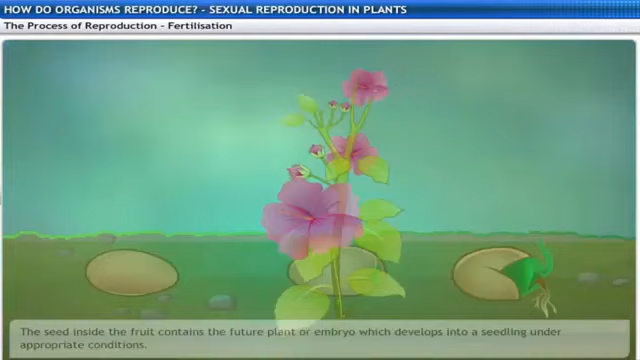 HOW DO ORGANISMS REPRODUCE? - SEXUAL REPRODUCTION IN PLANTS
The Process of Reproduction - Fertilisation
The seed inside the fruit contains the future plant or embryo which develops into a seedling under
appropriate conditions.